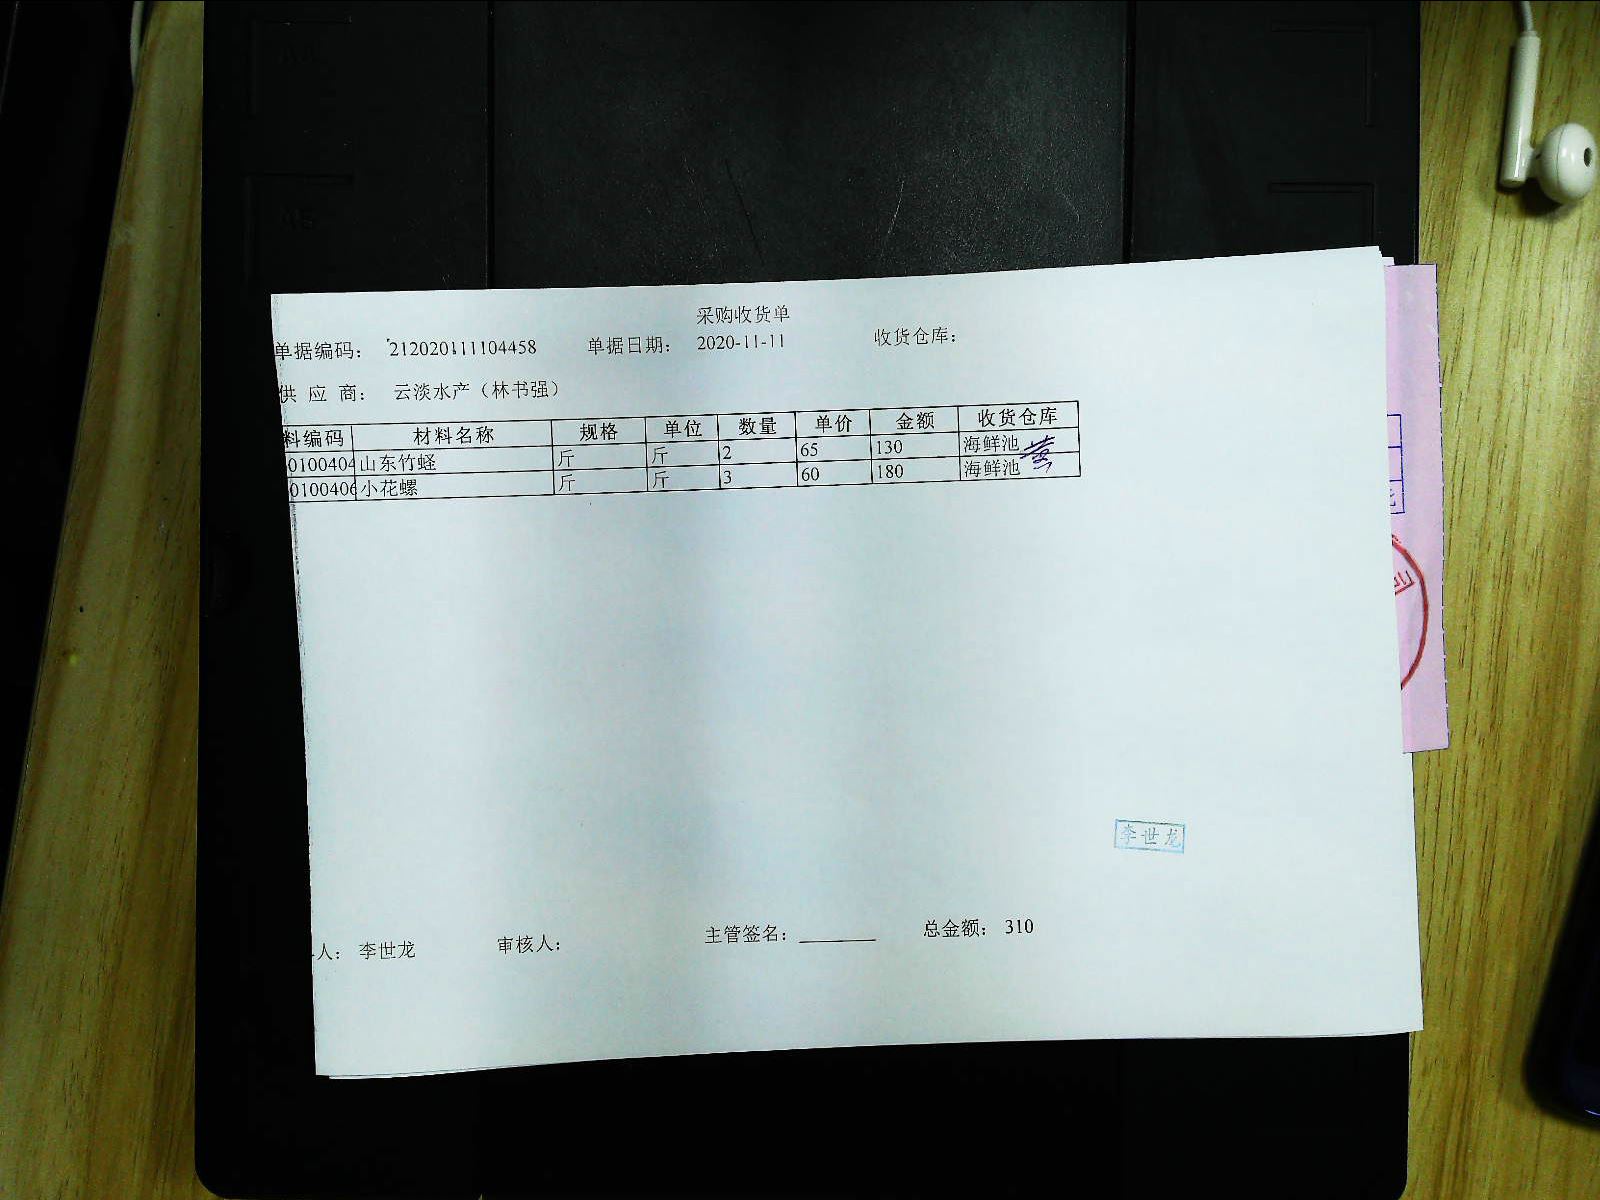 采购收货单
单据编码： 212020111104458 单据日期： 2020-11-11 收货仓库：
供 应 商： 云淡水产（林书强）
料编码 材料名称 规格 单位 数量 单价 金额 收货仓库
0100404 山东竹蛏 斤 斤 2 65 130 海鲜池
0100406 小花螺 斤 斤 3 60 180 海鲜池
李世龙
人： 李世龙 审核人： 主管签名： 总金额： 310